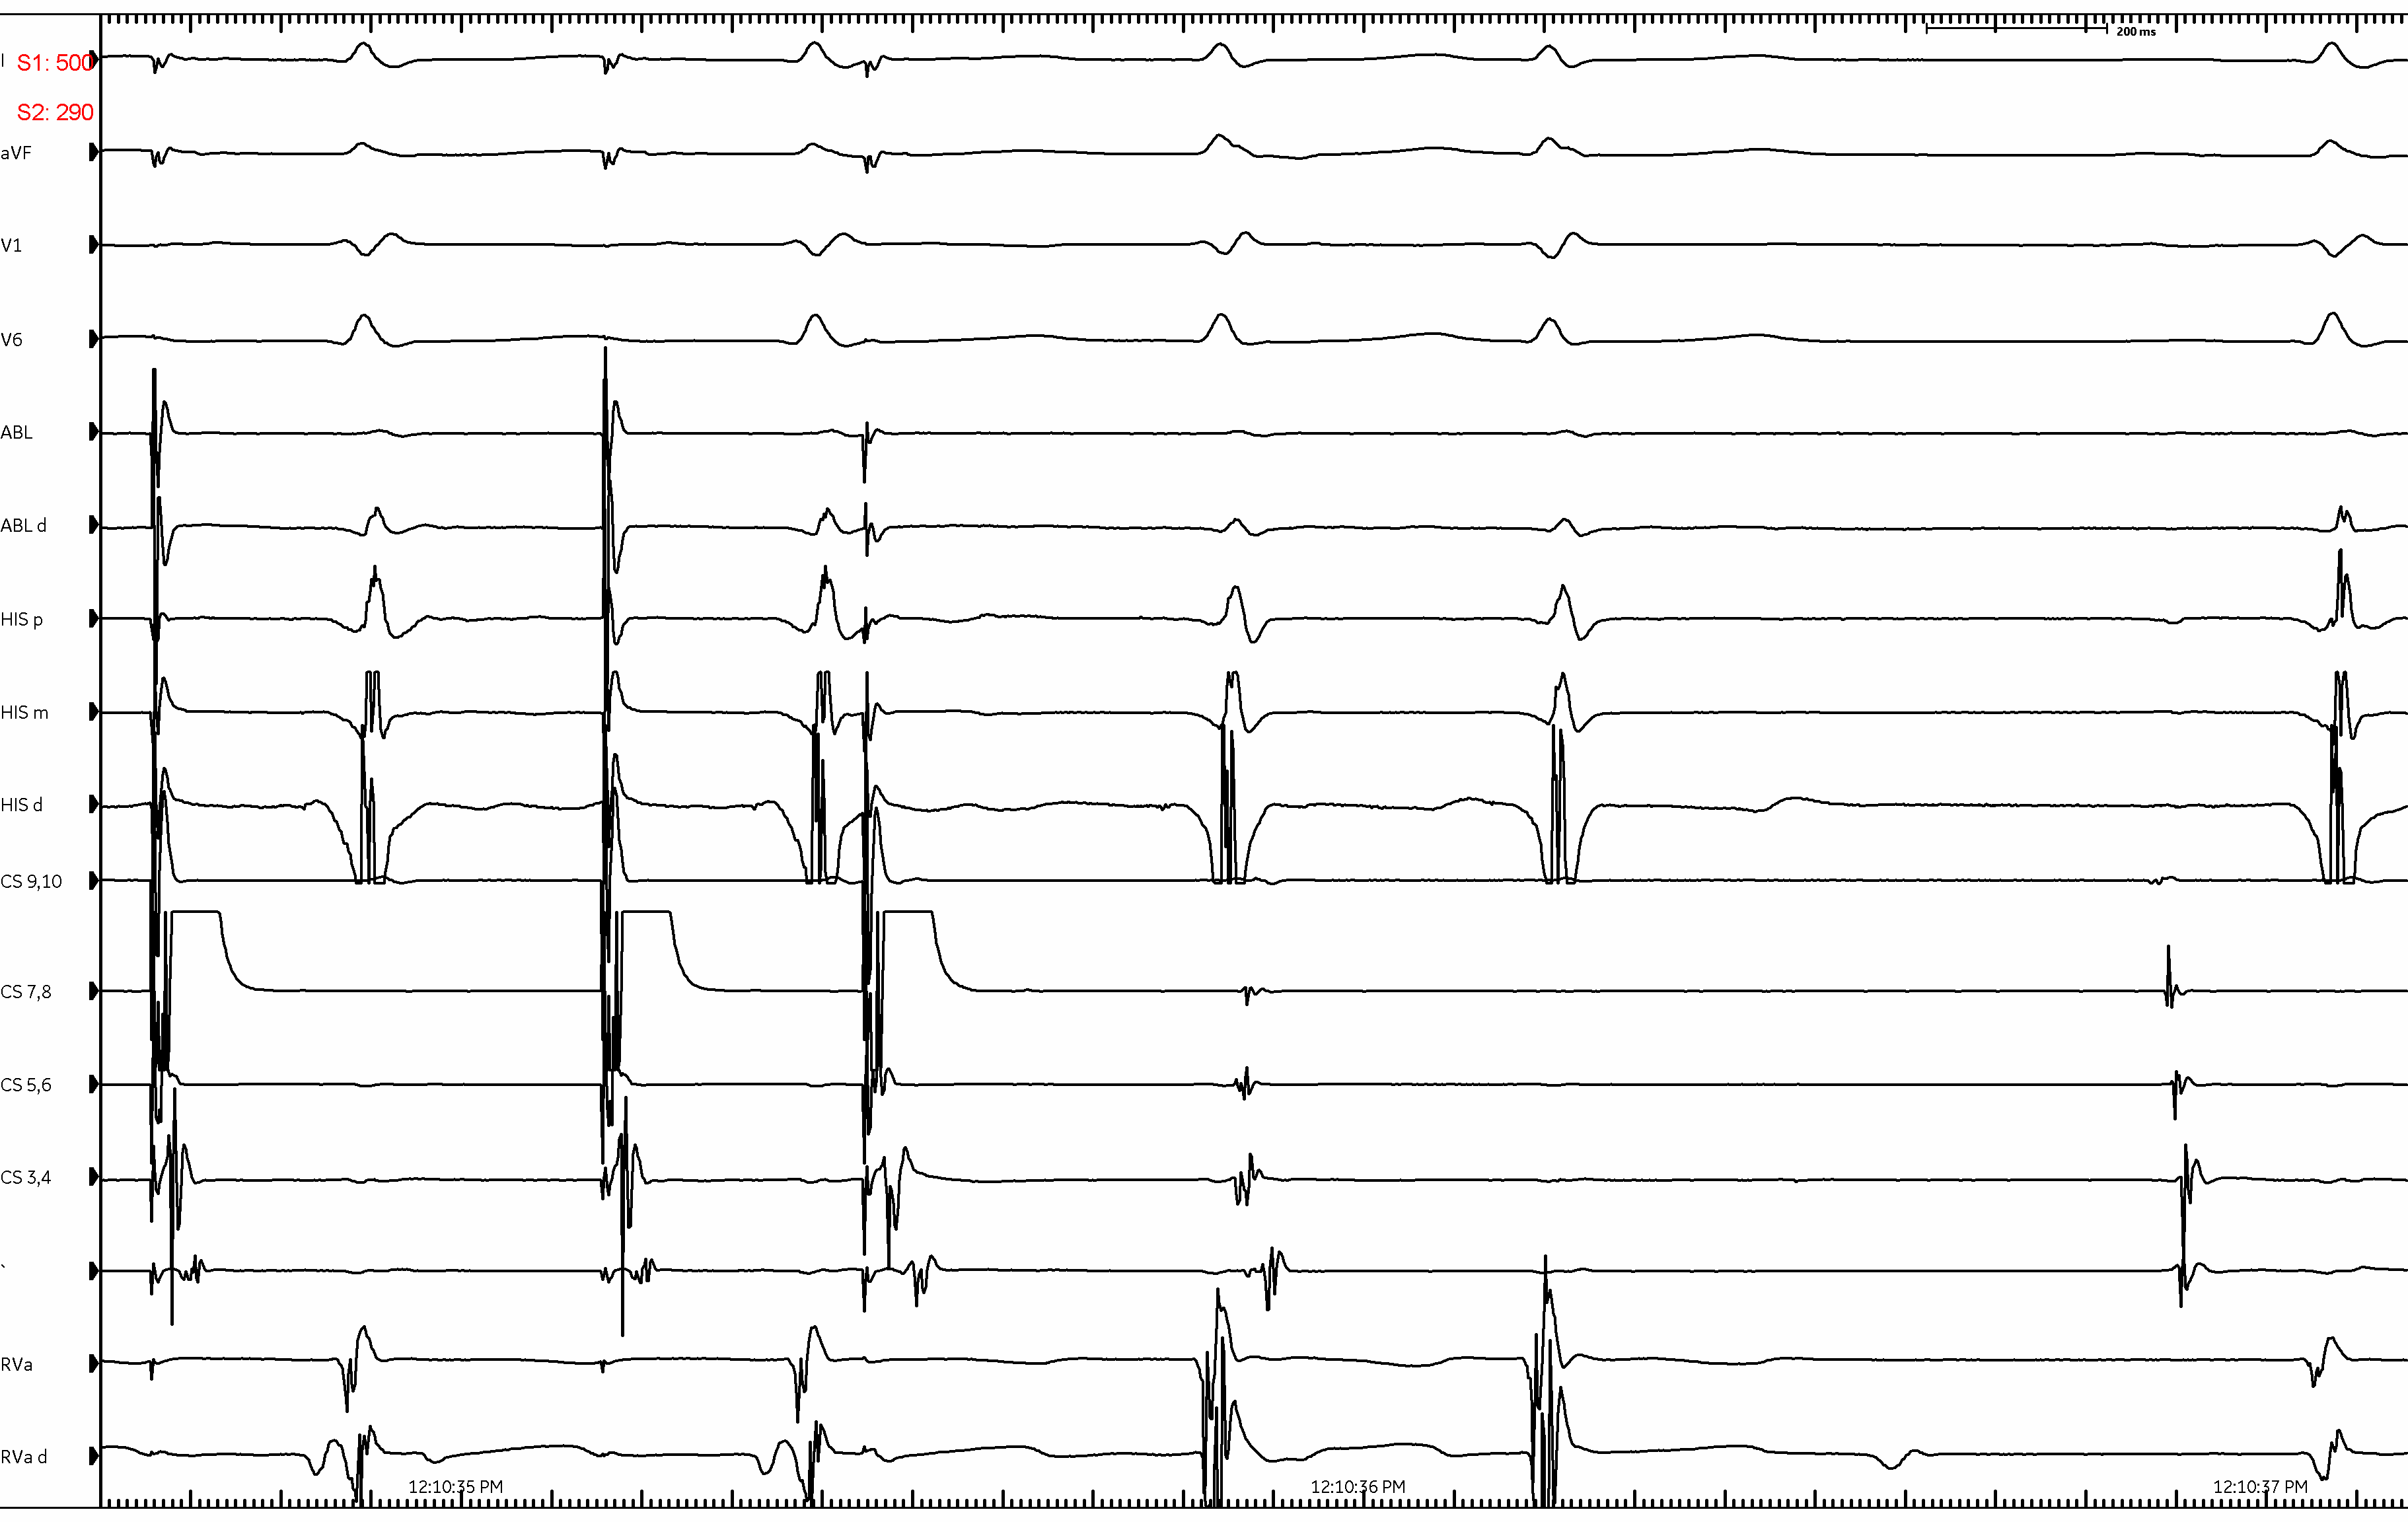 200 ms
I
S1: 500
S2: 290
aVF
V1
V6
ABL
ABL d
HIS p
HIS m
HIS d
CS 9,10
CS 7,8
CS 5,6
CS 3,4
`
RVa
RVa d
12:10:35 PM 12:10:36 PM 12:10:37 PM